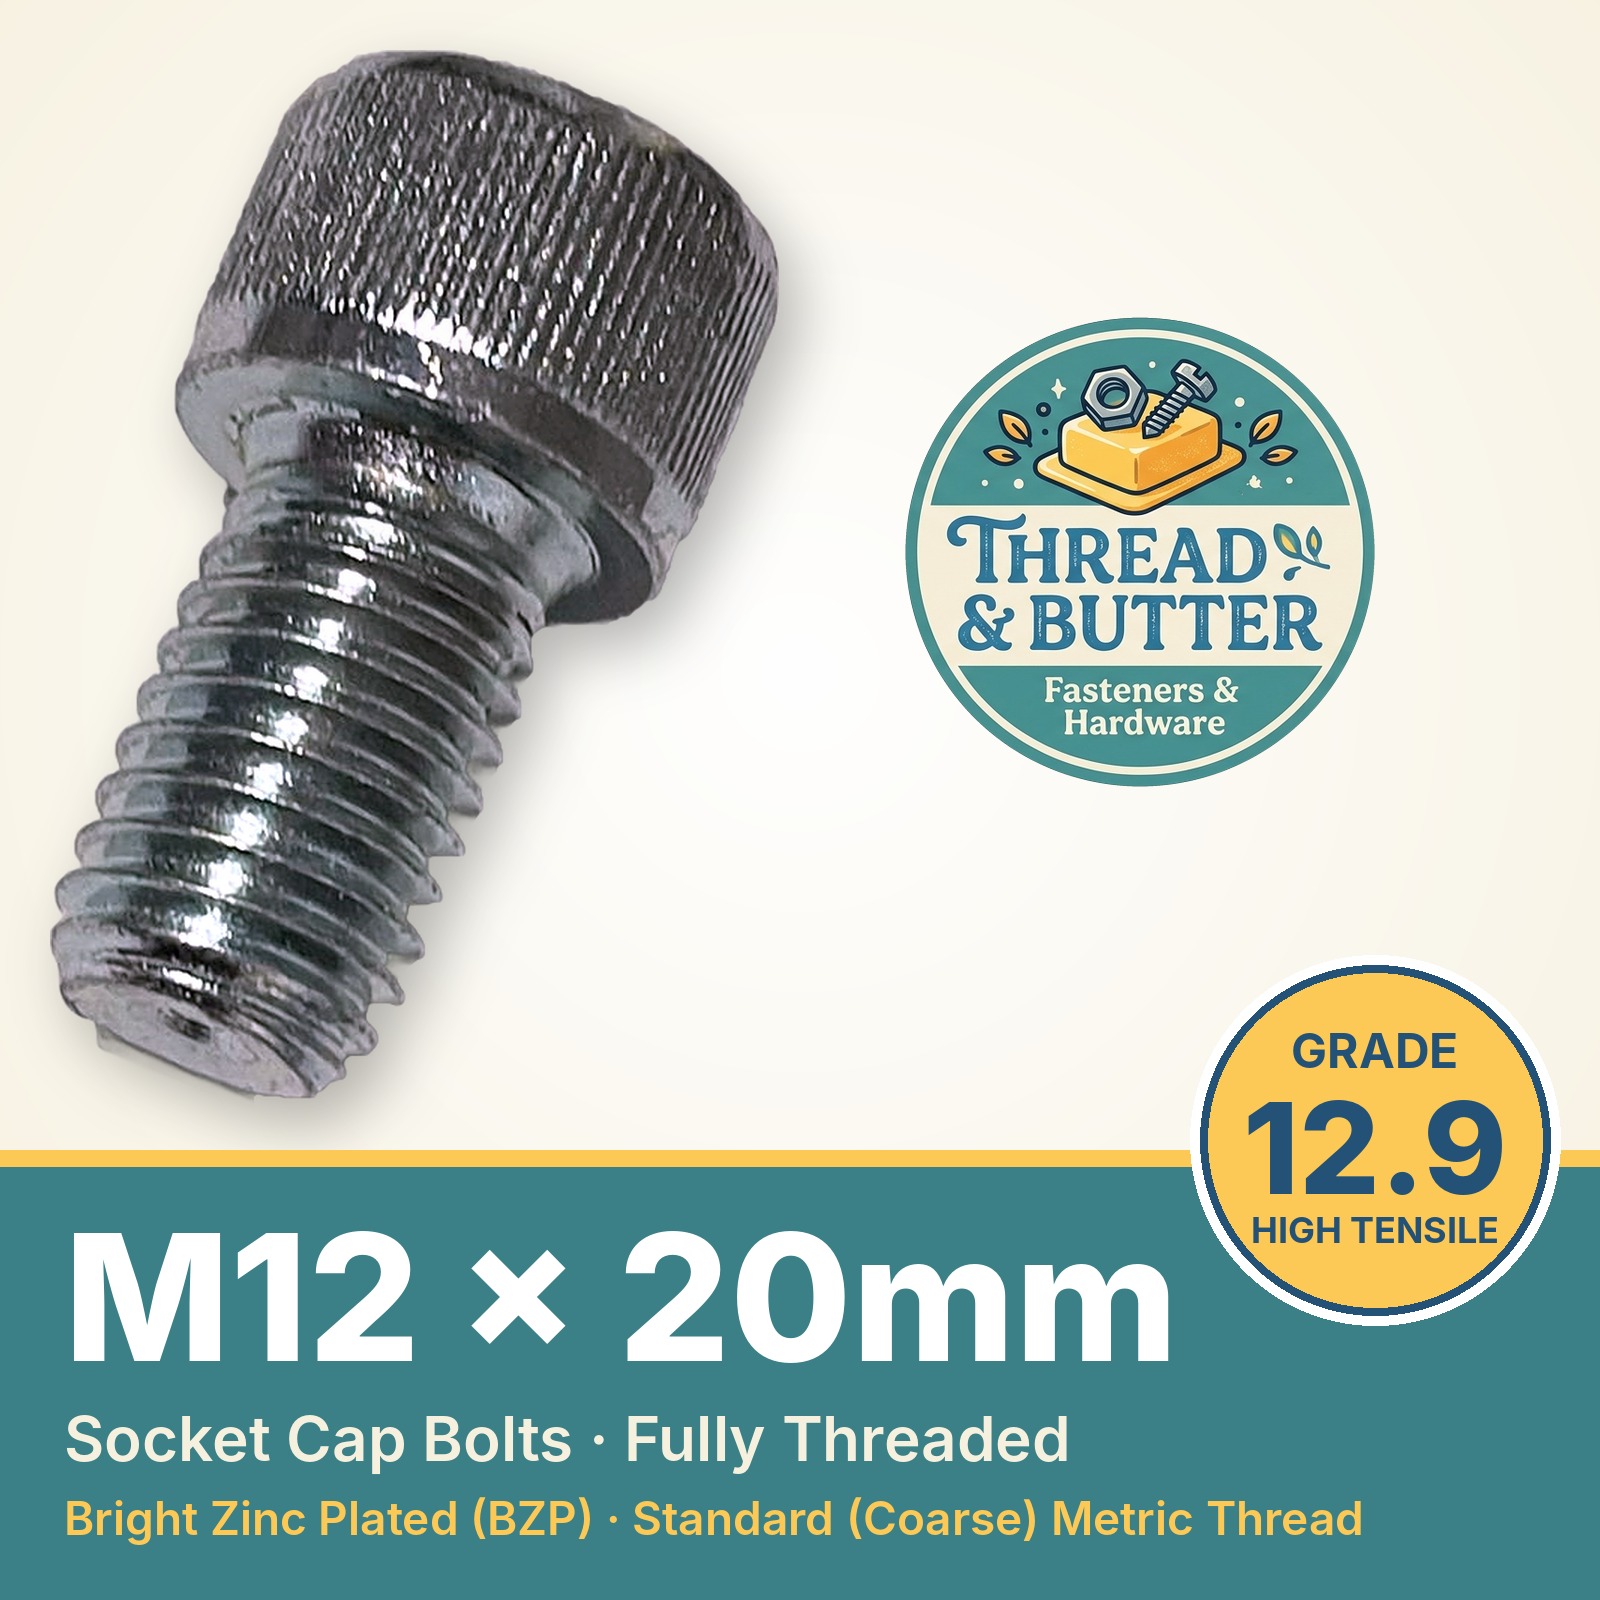 THREAD
& BUTTER
Fasteners &
Hardware
GRADE
12.9
HIGH TENSILE
M12 × 20mm
Socket Cap Bolts · Fully Threaded
Bright Zinc Plated (BZP) · Standard (Coarse) Metric Thread